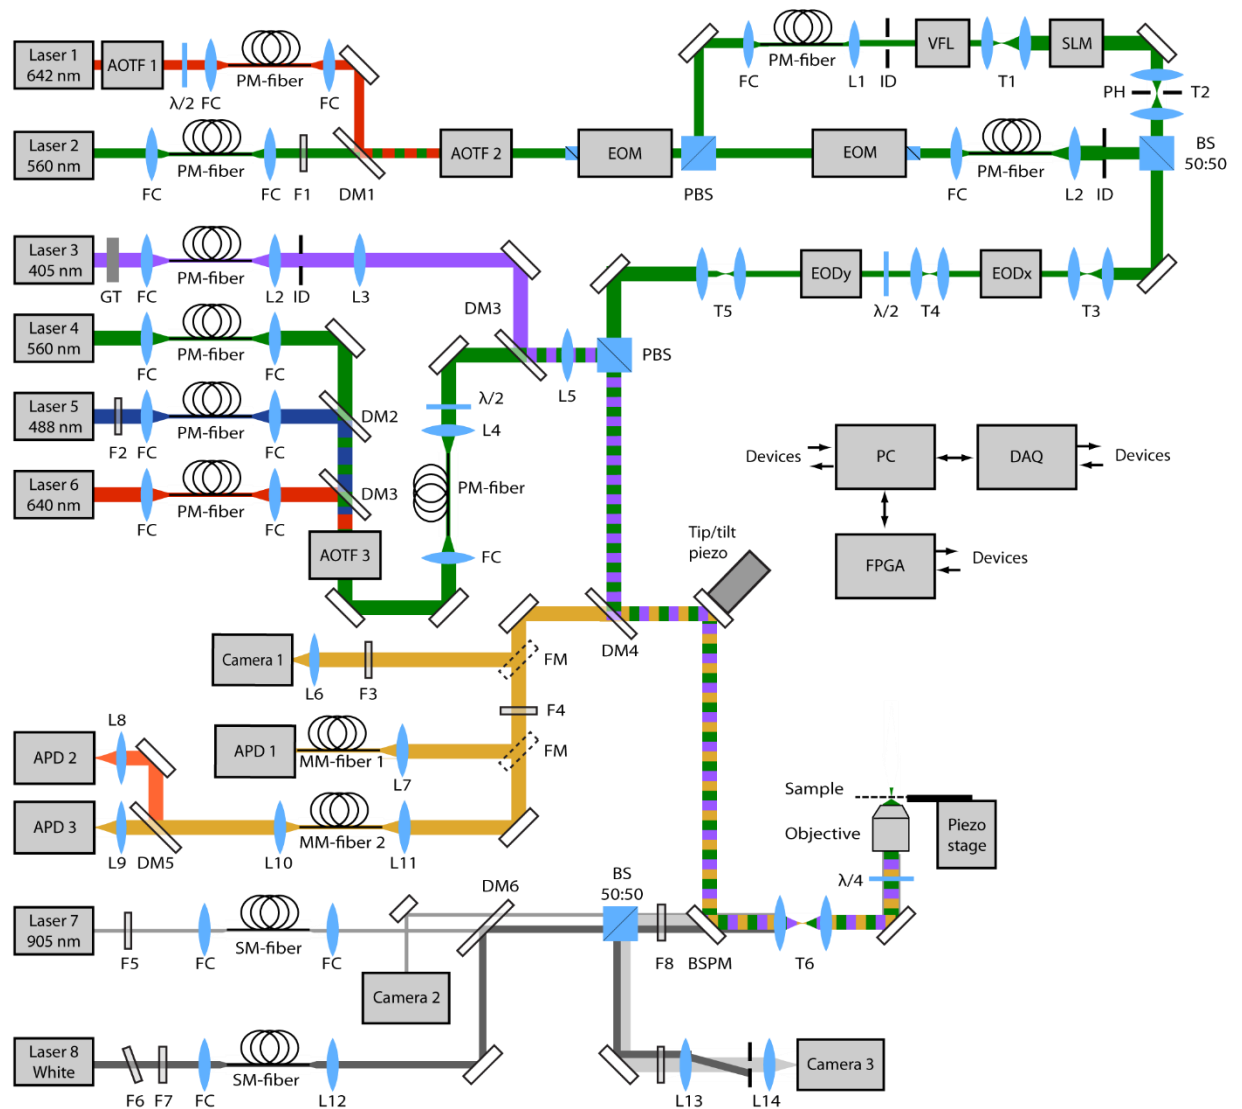 Laser 1
642 nm
AOTF 1
λ/2
FC
PM-fiber
FC
FC
PM-fiber
L1
ID
VFL
T1
SLM
PH
T2
Laser 2
560 nm
FC
PM-fiber
FC
F1
DM1
AOTF 2
EOM
PBS
EOM
FC
PM-fiber
L2
ID
BS
50:50
Laser 3
405 nm
GT
FC
PM-fiber
L2
ID
L3
DM3
T5
EODy
λ/2
T4
EODx
T3
Laser 4
560 nm
FC
PM-fiber
FC
L5
PBS
Laser 5
488 nm
F2
FC
PM-fiber
FC
DM2
λ/2
L4
PM-fiber
FC
Laser 6
640 nm
FC
PM-fiber
FC
DM3
AOTF 3
Devices
PC
DAQ
Devices
FPGA
Devices
Tip/tilt
piezo
DM4
Camera 1
L6
F3
FM
F4
APD 1
MM-fiber 1
L7
FM
L8
APD 2
APD 3
L9
DM5
L10
MM-fiber 2
L11
Sample
Objective
Piezo
stage
λ/4
Laser 7
905 nm
F5
FC
SM-fiber
FC
Camera 2
DM6
BS
50:50
F8
BSPM
T6
Laser 8
White
F6
F7
FC
SM-fiber
L12
L13
L14
Camera 3